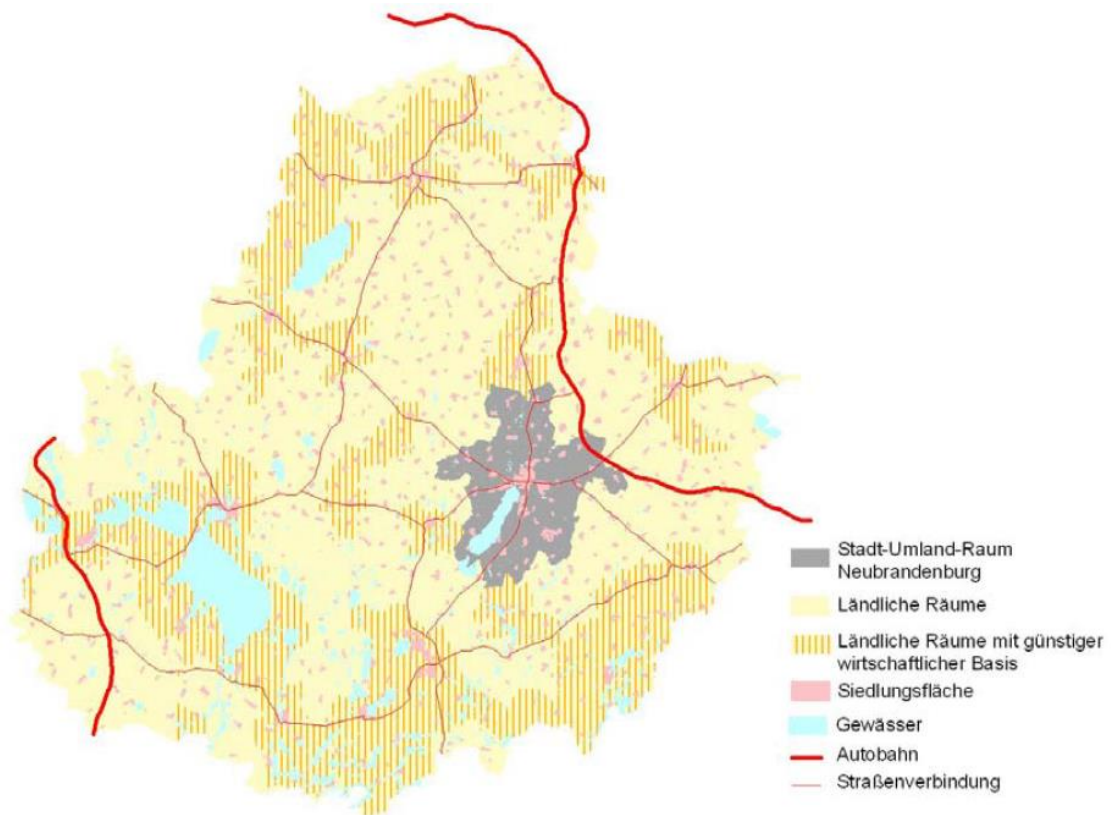 Stadt-Umland-Raum
Neubrandenburg
Ländliche Räume
Ländliche Räume mit günstiger
wirtschaftlicher Basis
Siedlungsfläche
Gewässer
Autobahn
Straßenverbindung